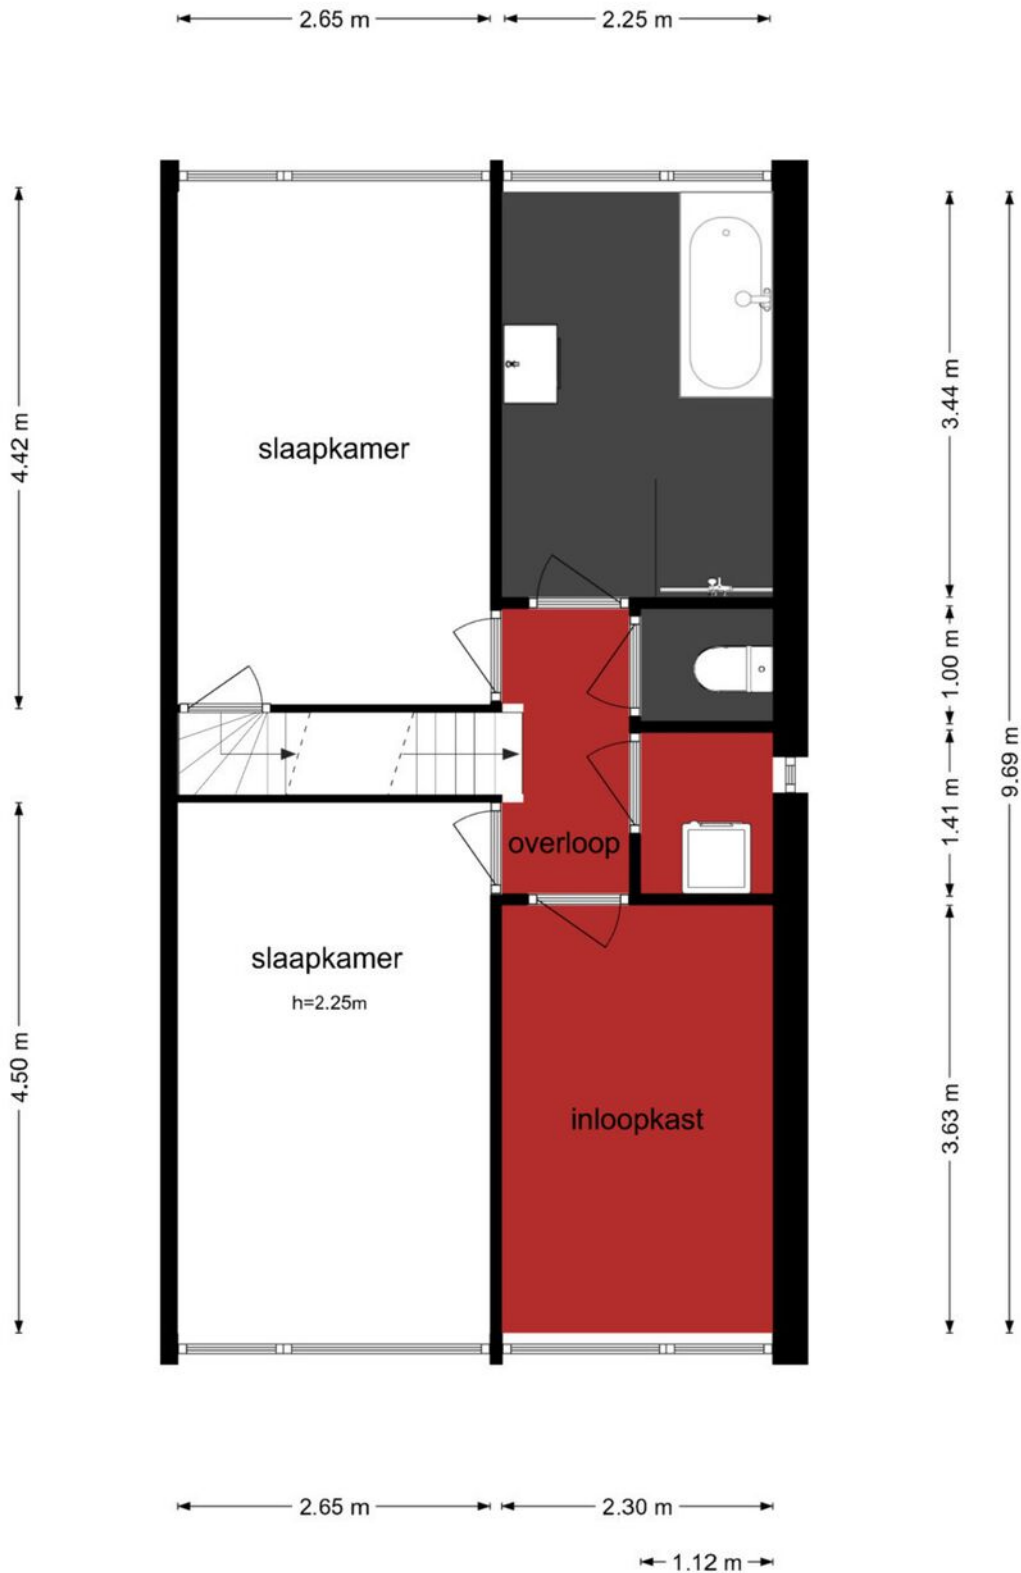 2.65 m
2.25 m
4.42 m
3.44 m
slaapkamer
1.00 m
9.69 m
1.41 m
overloop
slaapkamer
h=2.25m
4.50 m
3.63 m
inloopkast
2.65 m
2.30 m
1.12 m